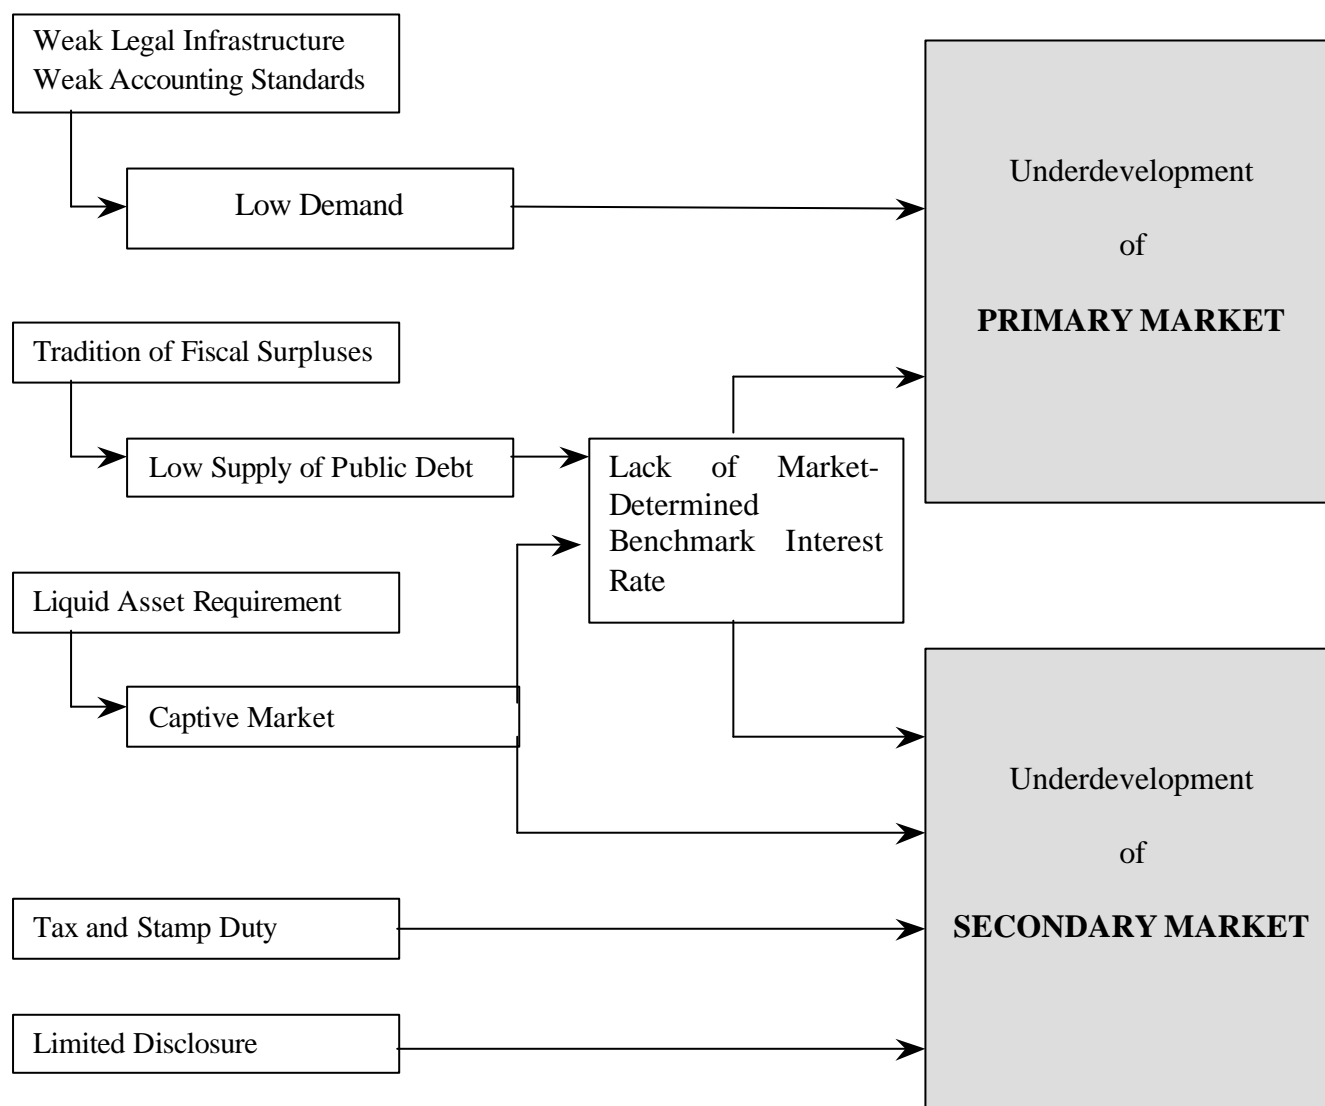 Weak Legal Infrastructure
Weak Accounting Standards
Low Demand
Underdevelopment
of
PRIMARY MARKET
Tradition of Fiscal Surpluses
Low Supply of Public Debt
Lack of Market-
Determined
Benchmark Interest
Rate
Liquid Asset Requirement
Captive Market
Underdevelopment
of
SECONDARY MARKET
Tax and Stamp Duty
Limited Disclosure